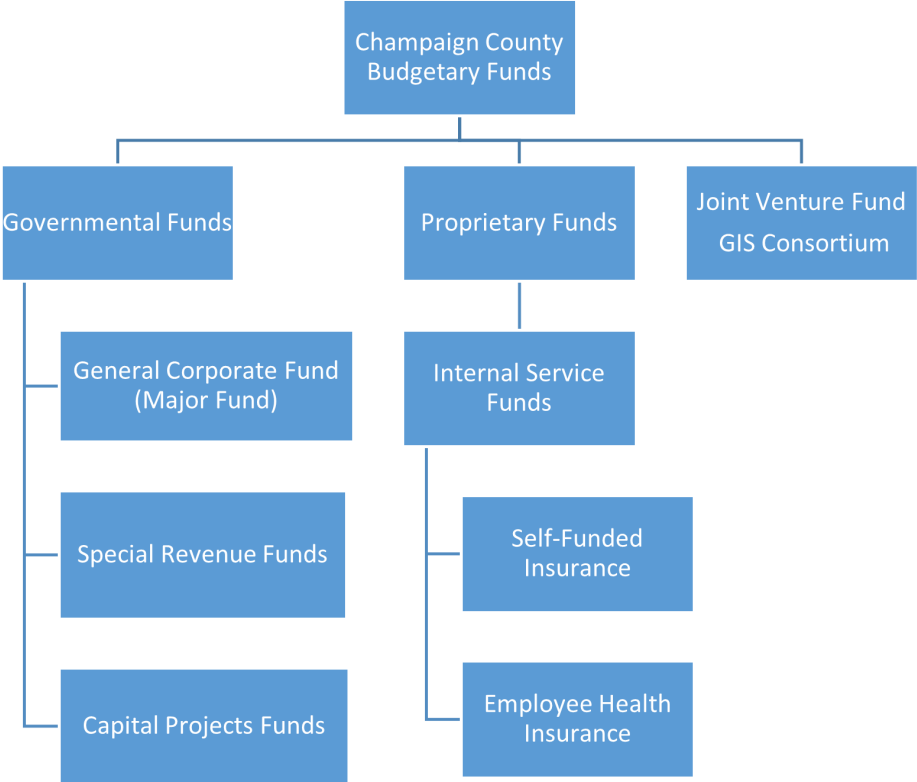 Champaign County
Budgetary Funds
Governmental Funds
Proprietary Funds
Joint Venture Fund
GIS Consortium
General Corporate Fund
(Major Fund)
Internal Service
Funds
Special Revenue Funds
Self-Funded
Insurance
Capital Projects Funds
Employee Health
Insurance